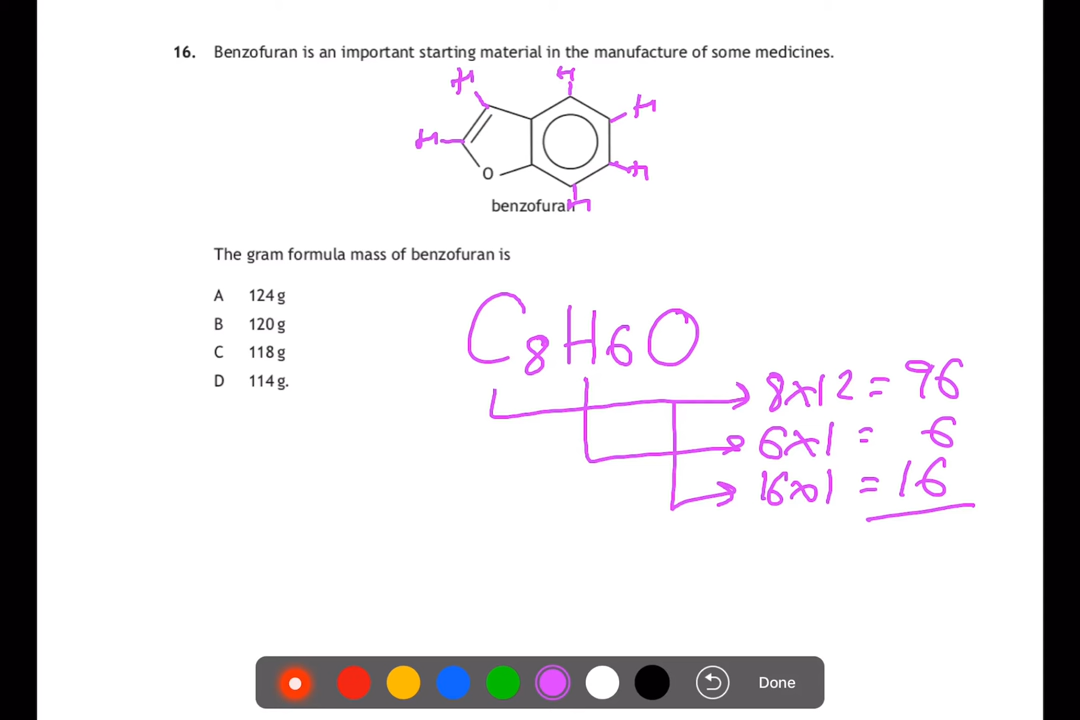 16. Benzofuran is an important starting material in the manufacture of some medicines.
H H
H
H
H
O
H
benzofuran
The gram formula mass of benzofuran is
A 124 g
B 120 g
C 118 g
D 114 g.
C8H6O
8x12 = 96
6x1 = 6
16x1 = 16
Done